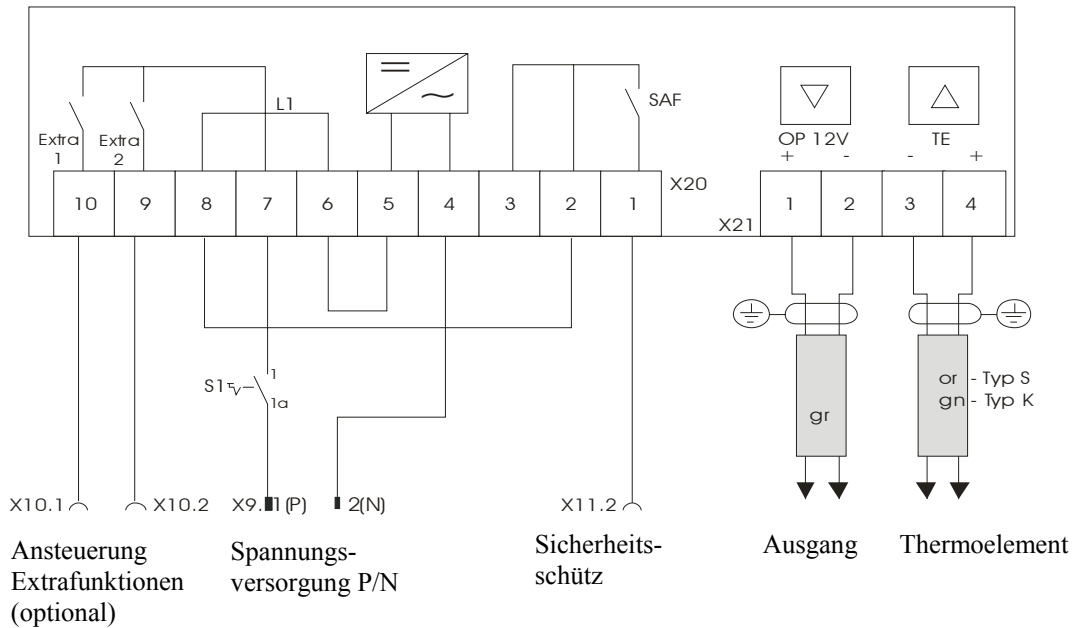 L1
SAF
Extra
1
Extra
2
OP 12V
+ -
TE
- +
X20
10 9 8 7 6 5 4 3 2 1
X21
1 2 3 4
S1
1
1a
gr
or - Typ S
gn - Typ K
X10.1
X10.2
X9.1(P)
2(N)
X11.2
Ansteuerung
Extrafunktionen
(optional)
Spannungs-
versorgung P/N
Sicherheits-
schütz
Ausgang
Thermoelement